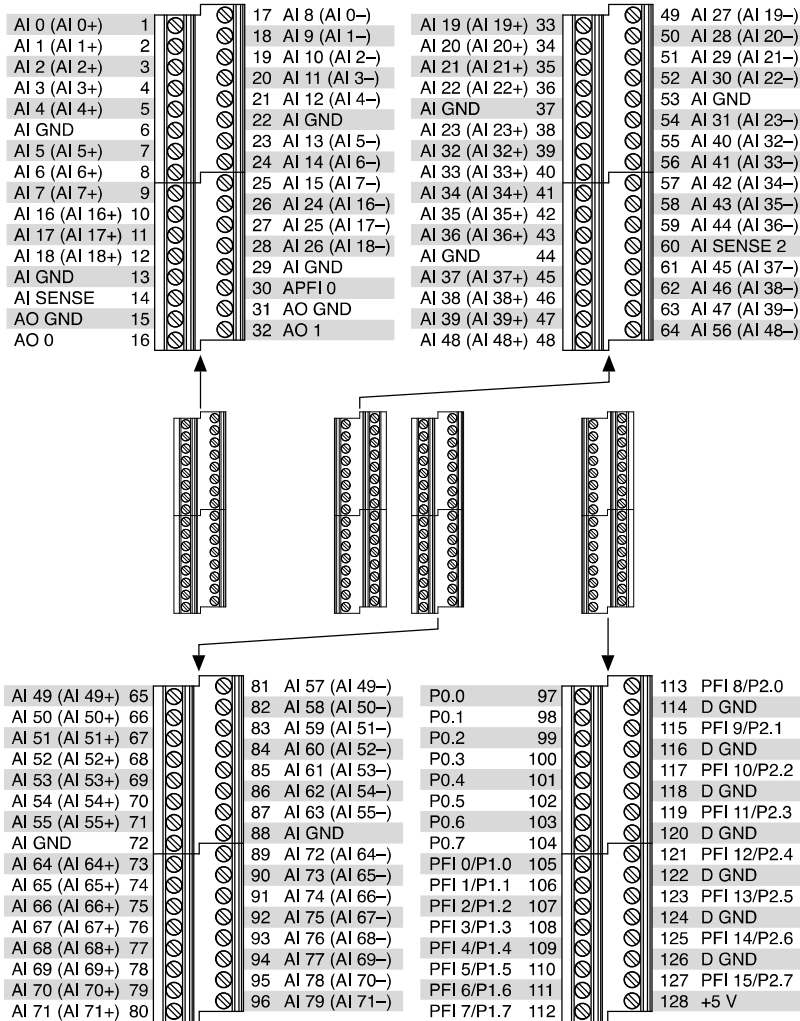 AI 0 (AI 0+) 1
AI 1 (AI 1+) 2
AI 2 (AI 2+) 3
AI 3 (AI 3+) 4
AI 4 (AI 4+) 5
AI GND 6
AI 5 (AI 5+) 7
AI 6 (AI 6+) 8
AI 7 (AI 7+) 9
AI 16 (AI 16+) 10
AI 17 (AI 17+) 11
AI 18 (AI 18+) 12
AI GND 13
AI SENSE 14
AO GND 15
AO 0 16
17 AI 8 (AI 0–)
18 AI 9 (AI 1–)
19 AI 10 (AI 2–)
20 AI 11 (AI 3–)
21 AI 12 (AI 4–)
22 AI GND
23 AI 13 (AI 5–)
24 AI 14 (AI 6–)
25 AI 15 (AI 7–)
26 AI 24 (AI 16–)
27 AI 25 (AI 17–)
28 AI 26 (AI 18–)
29 AI GND
30 APFI 0
31 AO GND
32 AO 1
AI 19 (AI 19+) 33
AI 20 (AI 20+) 34
AI 21 (AI 21+) 35
AI 22 (AI 22+) 36
AI GND 37
AI 23 (AI 23+) 38
AI 32 (AI 32+) 39
AI 33 (AI 33+) 40
AI 34 (AI 34+) 41
AI 35 (AI 35+) 42
AI 36 (AI 36+) 43
AI GND 44
AI 37 (AI 37+) 45
AI 38 (AI 38+) 46
AI 39 (AI 39+) 47
AI 48 (AI 48+) 48
49 AI 27 (AI 19–)
50 AI 28 (AI 20–)
51 AI 29 (AI 21–)
52 AI 30 (AI 22–)
53 AI GND
54 AI 31 (AI 23–)
55 AI 40 (AI 32–)
56 AI 41 (AI 33–)
57 AI 42 (AI 34–)
58 AI 43 (AI 35–)
59 AI 44 (AI 36–)
60 AI SENSE 2
61 AI 45 (AI 37–)
62 AI 46 (AI 38–)
63 AI 47 (AI 39–)
64 AI 56 (AI 48–)
AI 49 (AI 49+) 65
AI 50 (AI 50+) 66
AI 51 (AI 51+) 67
AI 52 (AI 52+) 68
AI 53 (AI 53+) 69
AI 54 (AI 54+) 70
AI 55 (AI 55+) 71
AI GND 72
AI 64 (AI 64+) 73
AI 65 (AI 65+) 74
AI 66 (AI 66+) 75
AI 67 (AI 67+) 76
AI 68 (AI 68+) 77
AI 69 (AI 69+) 78
AI 70 (AI 70+) 79
AI 71 (AI 71+) 80
81 AI 57 (AI 49–)
82 AI 58 (AI 50–)
83 AI 59 (AI 51–)
84 AI 60 (AI 52–)
85 AI 61 (AI 53–)
86 AI 62 (AI 54–)
87 AI 63 (AI 55–)
88 AI GND
89 AI 72 (AI 64–)
90 AI 73 (AI 65–)
91 AI 74 (AI 66–)
92 AI 75 (AI 67–)
93 AI 76 (AI 68–)
94 AI 77 (AI 69–)
95 AI 78 (AI 70–)
96 AI 79 (AI 71–)
P0.0 97
P0.1 98
P0.2 99
P0.3 100
P0.4 101
P0.5 102
P0.6 103
P0.7 104
PFI 0/P1.0 105
PFI 1/P1.1 106
PFI 2/P1.2 107
PFI 3/P1.3 108
PFI 4/P1.4 109
PFI 5/P1.5 110
PFI 6/P1.6 111
PFI 7/P1.7 112
113 PFI 8/P2.0
114 D GND
115 PFI 9/P2.1
116 D GND
117 PFI 10/P2.2
118 D GND
119 PFI 11/P2.3
120 D GND
121 PFI 12/P2.4
122 D GND
123 PFI 13/P2.5
124 D GND
125 PFI 14/P2.6
126 D GND
127 PFI 15/P2.7
128 +5 V